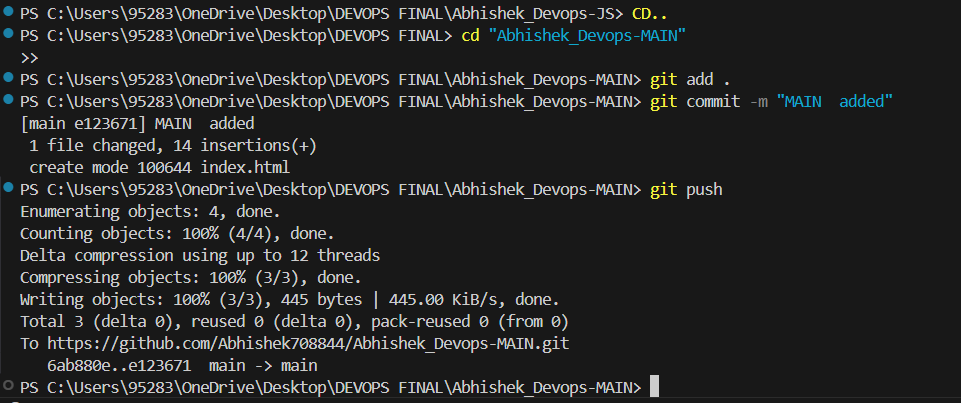 PS C:\Users\95283\OneDrive\Desktop\DEVOPS FINAL\Abhishek_Devops-JS> CD..
PS C:\Users\95283\OneDrive\Desktop\DEVOPS FINAL> cd "Abhishek_Devops-MAIN"
>>
PS C:\Users\95283\OneDrive\Desktop\DEVOPS FINAL\Abhishek_Devops-MAIN> git add .
PS C:\Users\95283\OneDrive\Desktop\DEVOPS FINAL\Abhishek_Devops-MAIN> git commit -m "MAIN  added"
[main e123671] MAIN  added
 1 file changed, 14 insertions(+)
 create mode 100644 index.html
PS C:\Users\95283\OneDrive\Desktop\DEVOPS FINAL\Abhishek_Devops-MAIN> git push
Enumerating objects: 4, done.
Counting objects: 100% (4/4), done.
Delta compression using up to 12 threads
Compressing objects: 100% (3/3), done.
Writing objects: 100% (3/3), 445 bytes | 445.00 KiB/s, done.
Total 3 (delta 0), reused 0 (delta 0), pack-reused 0 (from 0)
To https://github.com/Abhishek708844/Abhishek_Devops-MAIN.git
   6ab880e..e123671  main -> main
PS C:\Users\95283\OneDrive\Desktop\DEVOPS FINAL\Abhishek_Devops-MAIN>